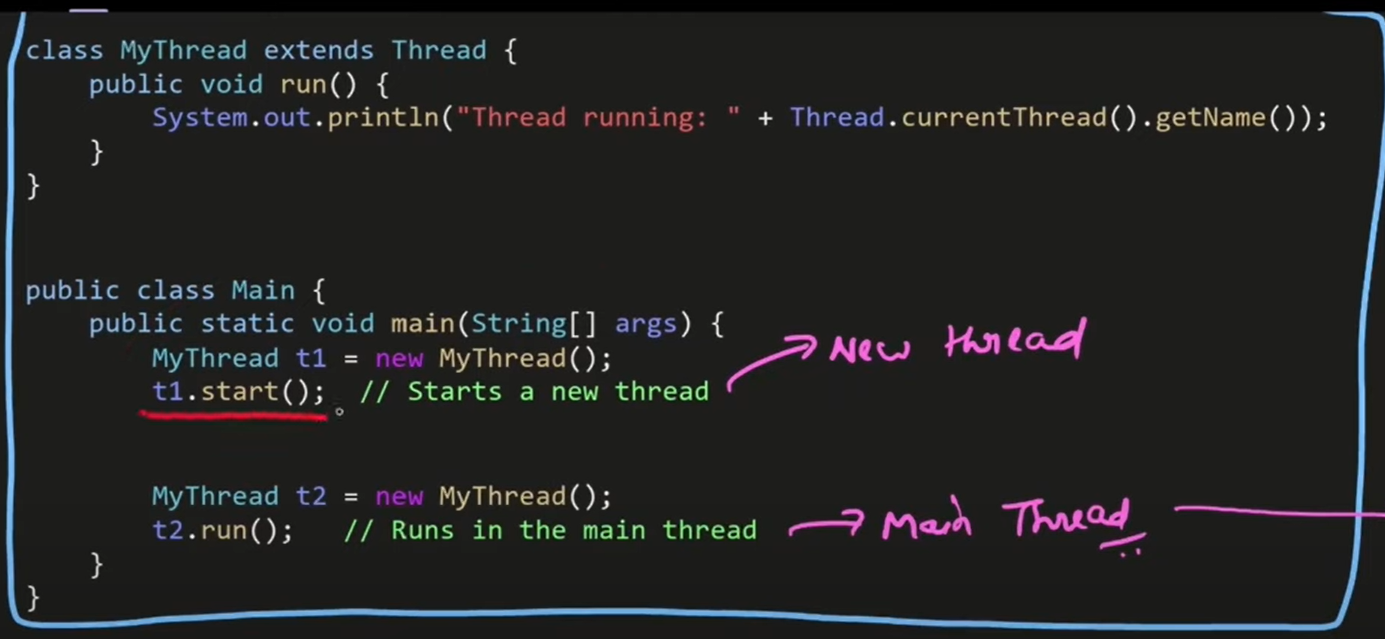 class MyThread extends Thread {
public void run() {
System.out.println("Thread running: " + Thread.currentThread().getName());
}
}
public class Main {
public static void main(String[] args) {
MyThread t1 = new MyThread();
New thread
t1.start(); // Starts a new thread
MyThread t2 = new MyThread();
t2.run(); // Runs in the main thread
Main Thread
}
}